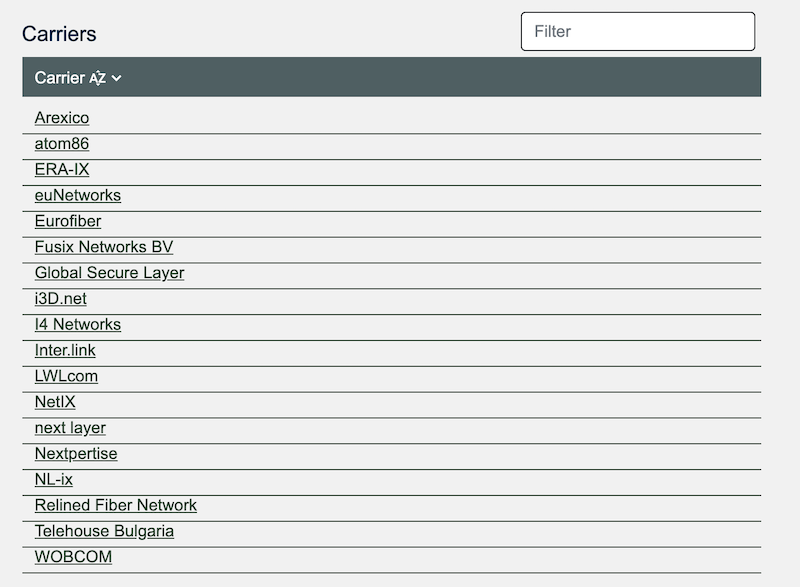 Carriers
Filter
Carrier
Arexico
atom86
ERA-IX
euNetworks
Eurofiber
Fusix Networks BV
Global Secure Layer
i3D.net
I4 Networks
Inter.link
LWLcom
NetIX
next layer
Nextpertise
NL-ix
Relined Fiber Network
Telehouse Bulgaria
WOBCOM